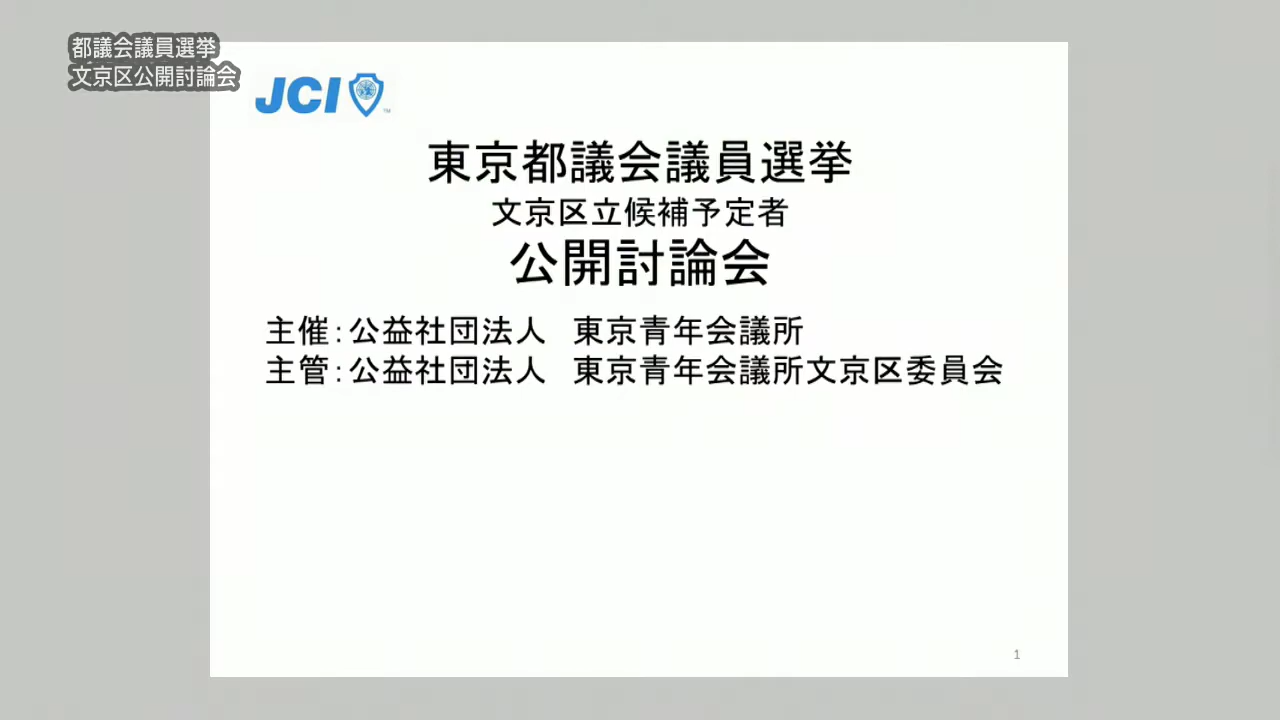 都議会議員選挙
文京区公開討論会
JCI
TM
東京都議会議員選挙
文京区立候補予定者
公開討論会
主催:公益社団法人　東京青年会議所
主管:公益社団法人　東京青年会議所文京区委員会
1